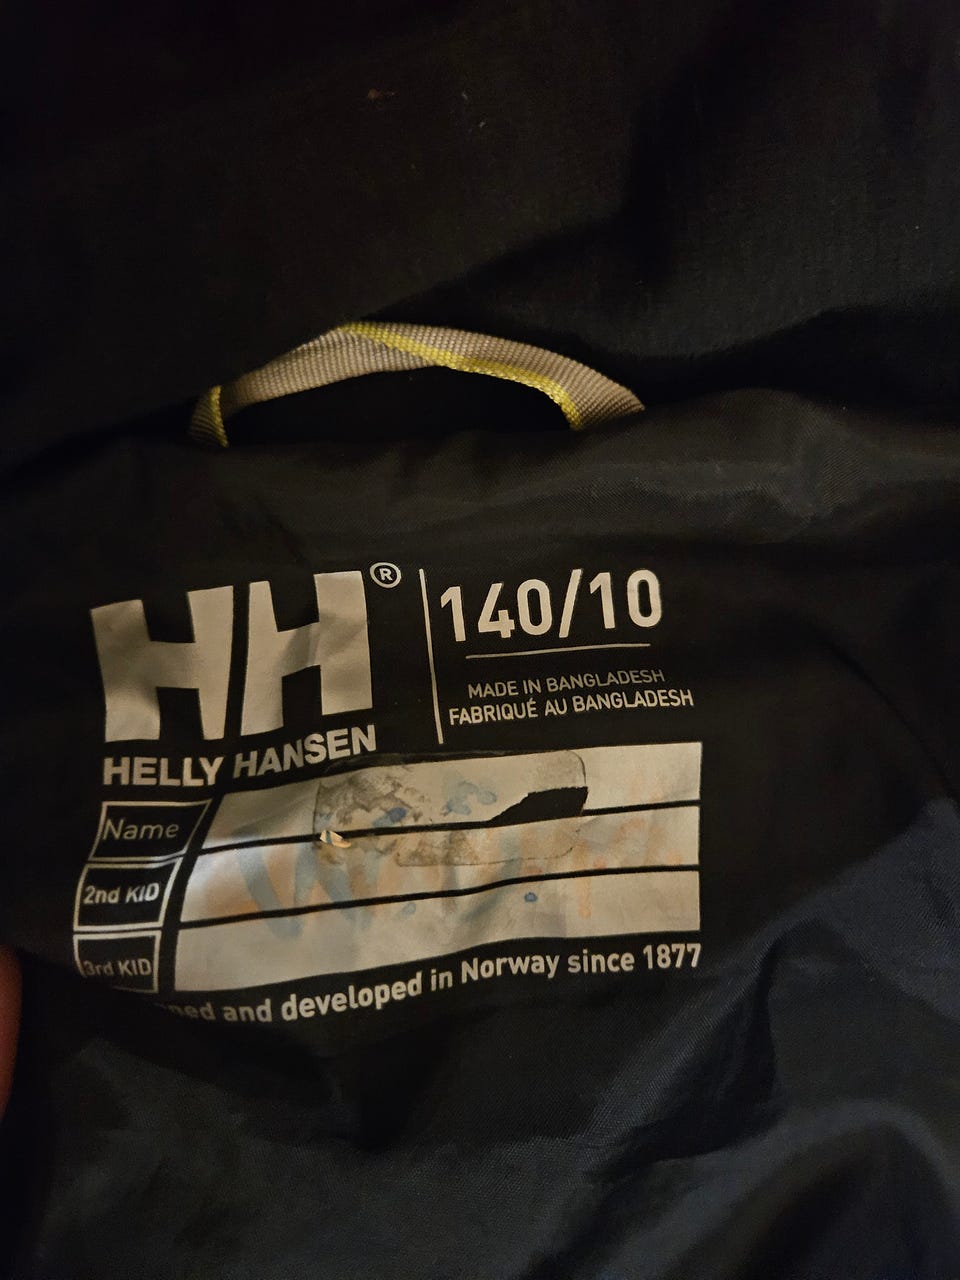 HH®
HELLY HANSEN
140/10
MADE IN BANGLADESH
FABRIQUÉ AU BANGLADESH
Name
2nd KID
3rd KID
and developed in Norway since 1877